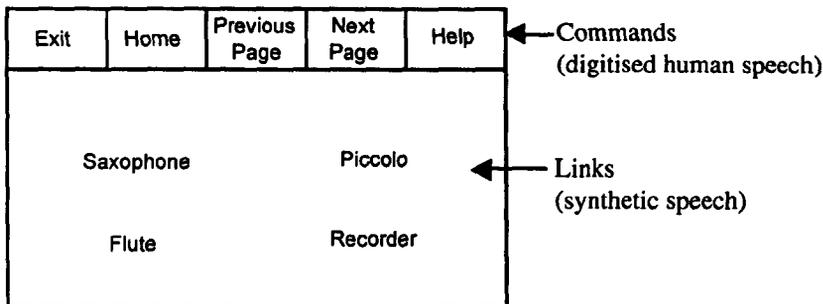 Exit Home Previous Page Next Page Help
Commands
(digitised human speech)
Saxophone Piccolo
Links
(synthetic speech)
Flute Recorder